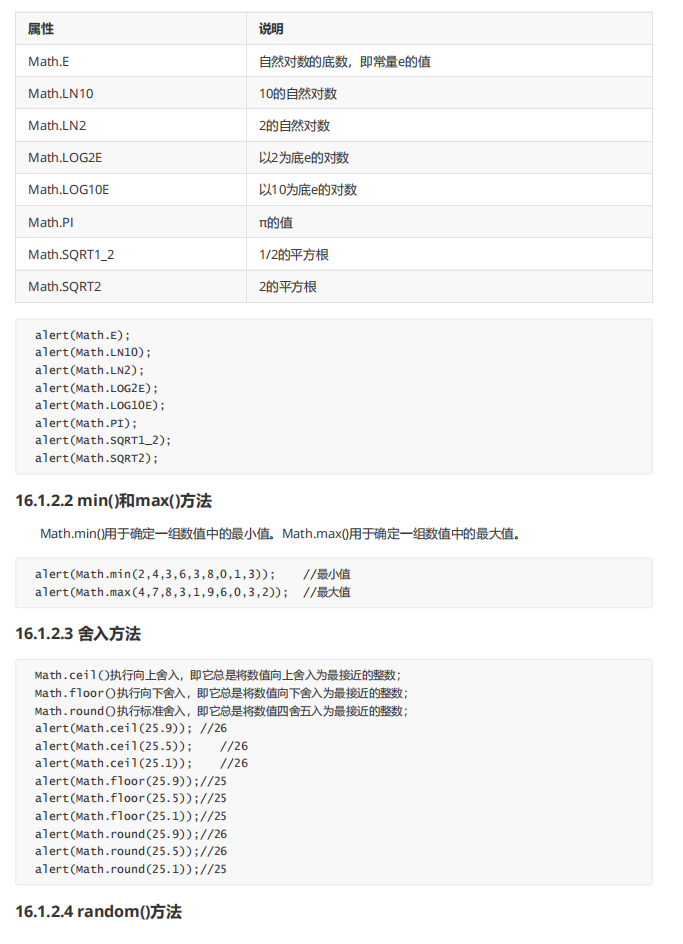 属性 说明
Math.E 自然对数的底数，即常量e的值
Math.LN10 10的自然对数
Math.LN2 2的自然对数
Math.LOG2E 以2为底e的对数
Math.LOG10E 以10为底e的对数
Math.PI π的值
Math.SQRT1_2 1/2的平方根
Math.SQRT2 2的平方根
alert(Math.E);
alert(Math.LN10);
alert(Math.LN2);
alert(Math.LOG2E);
alert(Math.LOG10E);
alert(Math.PI);
alert(Math.SQRT1_2);
alert(Math.SQRT2);
16.1.2.2 min()和max()方法
Math.min()用于确定一组数值中的最小值。Math.max()用于确定一组数值中的最大值。
alert(Math.min(2,4,3,6,3,8,0,1,3)); //最小值
alert(Math.max(4,7,8,3,1,9,6,0,3,2)); //最大值
16.1.2.3 舍入方法
Math.ceil()执行向上舍入，即它总是将数值向上舍入为最接近的整数；
Math.floor()执行向下舍入，即它总是将数值向下舍入为最接近的整数；
Math.round()执行标准舍入，即它总是将数值四舍五入为最接近的整数；
alert(Math.ceil(25.9)); //26
alert(Math.ceil(25.5)); //26
alert(Math.ceil(25.1)); //26
alert(Math.floor(25.9));//25
alert(Math.floor(25.5));//25
alert(Math.floor(25.1));//25
alert(Math.round(25.9));//26
alert(Math.round(25.5));//26
alert(Math.round(25.1));//25
16.1.2.4 random()方法